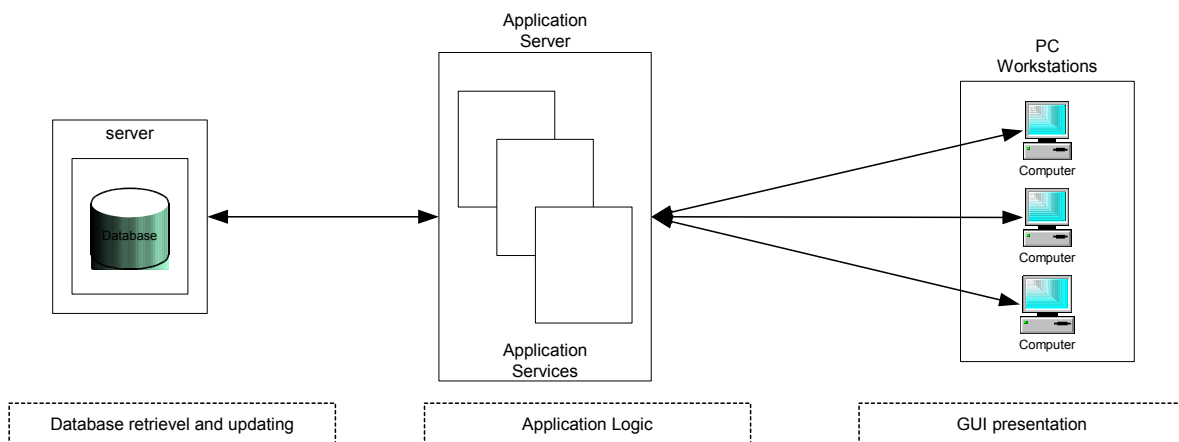 Application
Server
PC
Workstations
server
Database
Computer
Computer
Computer
Application
Services
Database retrievel and updating
Application Logic
GUI presentation